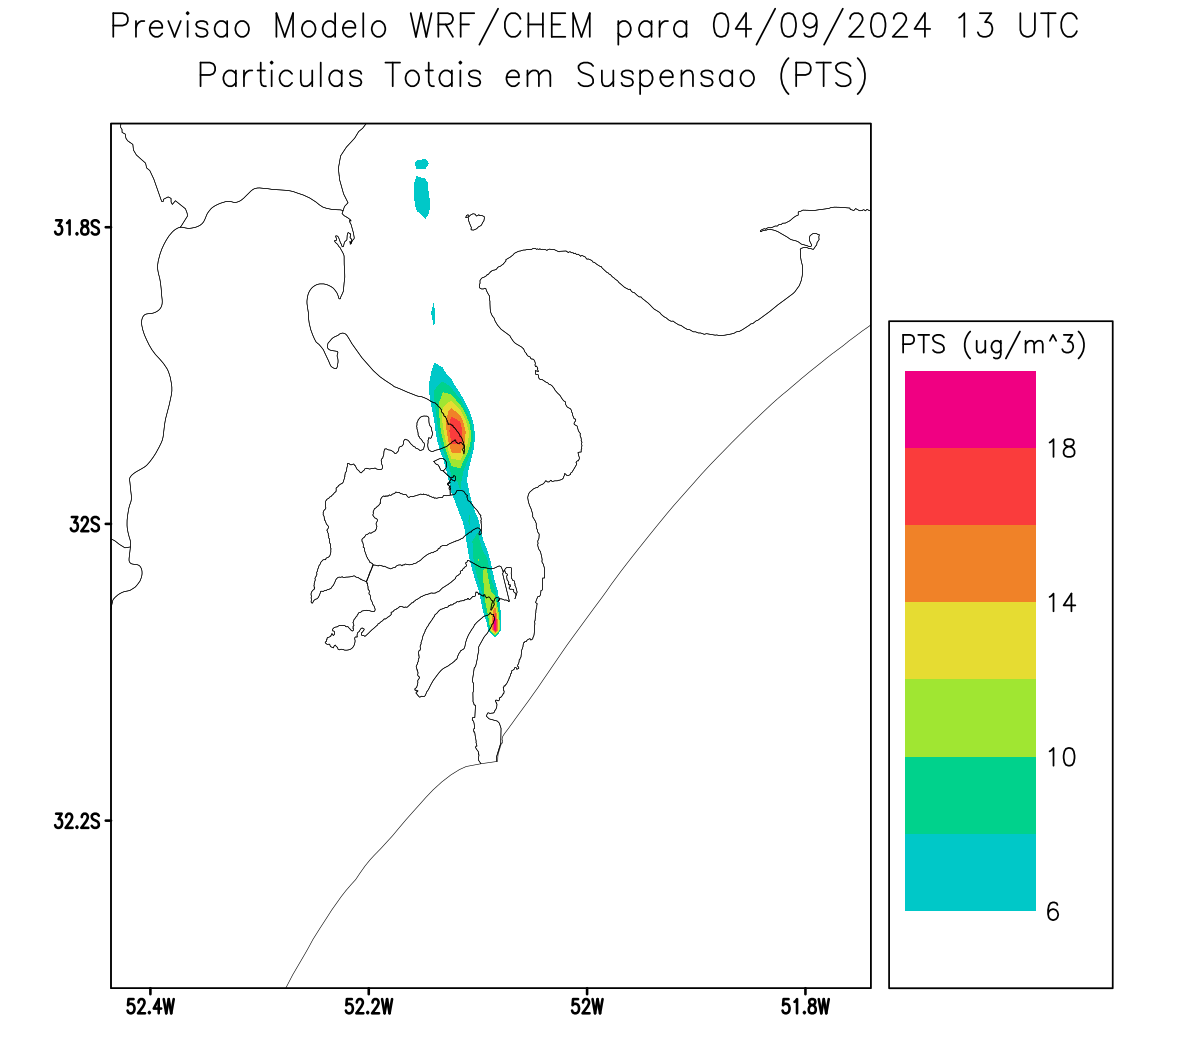 Previsao Modelo WRF/CHEM para 04/09/2024 13 UTC
Particulas Totais em Suspensao (PTS)
31.8S
32S
32.2S
52.4W
52.2W
52W
51.8W
PTS (ug/m^3)
18
14
10
6